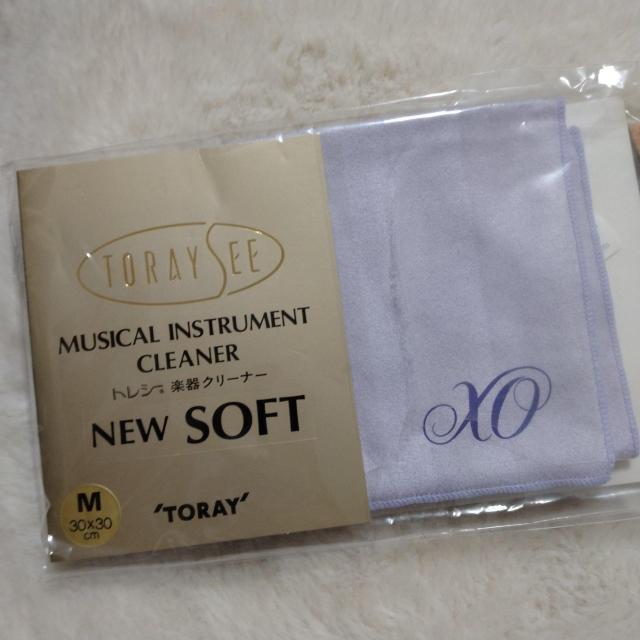 TORAYSEE
MUSICAL INSTRUMENT
CLEANER
トレシー® 楽器クリーナー
NEW SOFT
M
30×30
cm
'TORAY'
XO